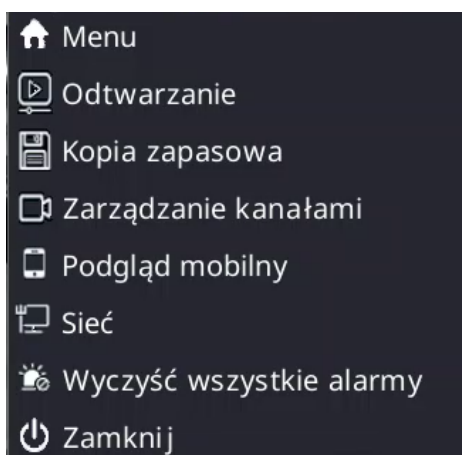 Menu
Odtwarzanie
Kopia zapasowa
Zarządzanie kanałami
Podgląd mobilny
Sieć
Wyczyść wszystkie alarmy
Zamknij